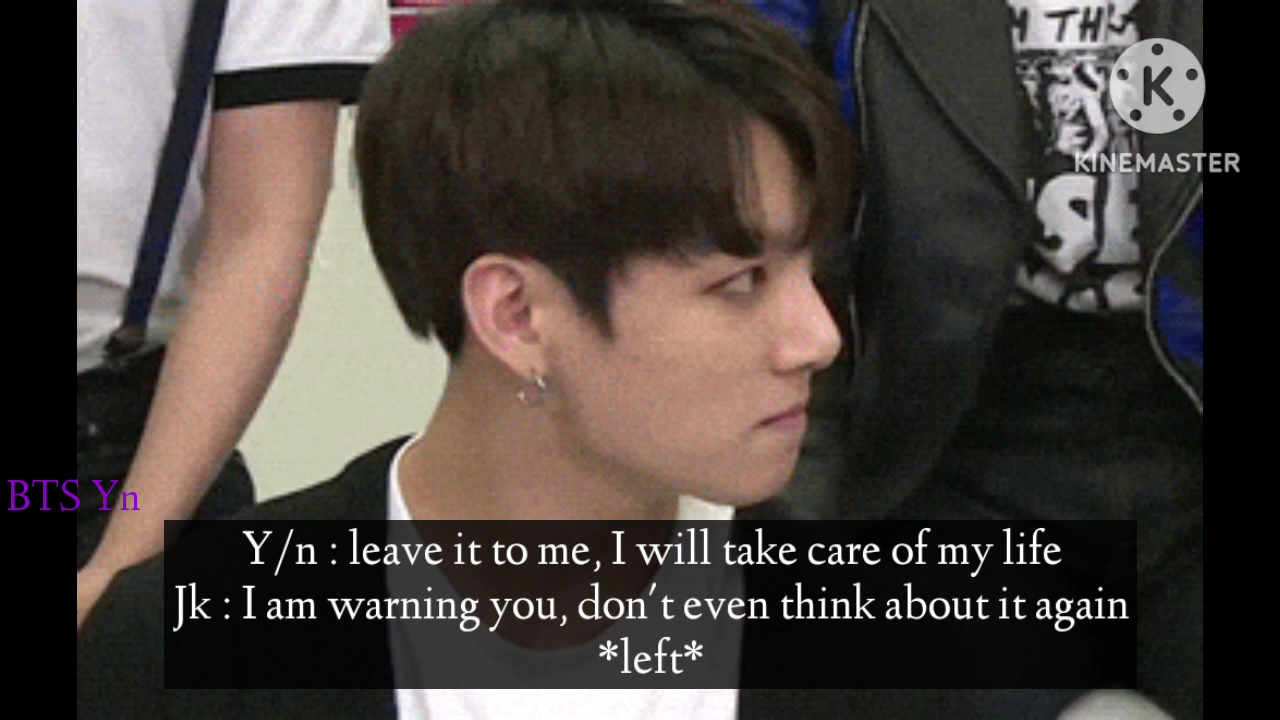 M THIS
K
KINEMASTER
BTS Yn
Y/n : leave it to me, I will take care of my life
Jk : I am warning you, don't even think about it again
*left*